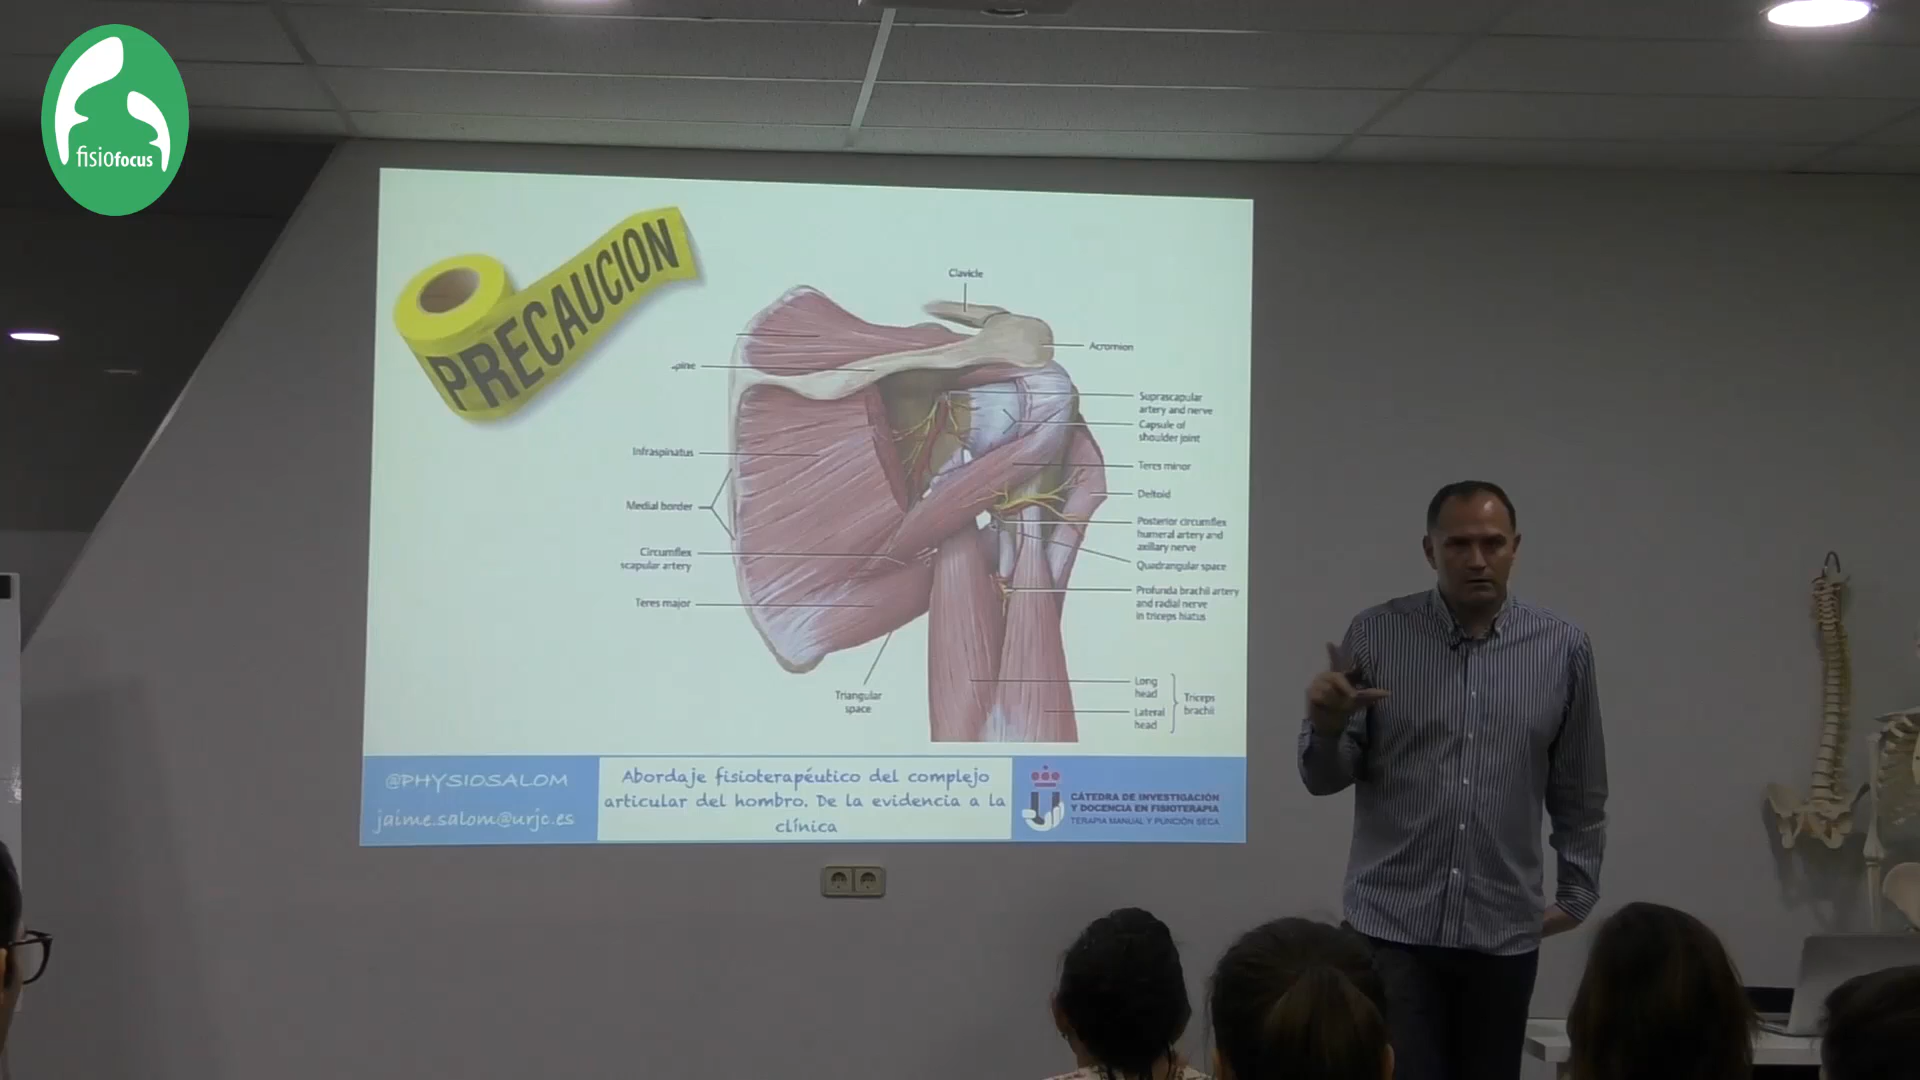 fisiofocus
PRECAUCION
Clavicle
Acromion
Suprascapular
artery and nerve
Capsule of
shoulder joint
Infraspinatus
Teres minor
Deltoid
Medial border
Posterior circumflex
humeral artery and
axillary nerve
Circumflex
scapular artery
Quadrangular space
Teres major
Profunda brachii artery
and radial nerve
in triceps hiatus
Triangular
space
Long
head
Lateral
head
Triceps
brachii
@PHYSIOSALOM
jaime.salom@urjc.es
Abordaje fisioterapéutico del complejo
articular del hombro. De la evidencia a la
clínica
CÁTEDRA DE INVESTIGACIÓN
Y DOCENCIA EN FISIOTERAPIA
TERAPIA MANUAL Y PUNCIÓN SECA